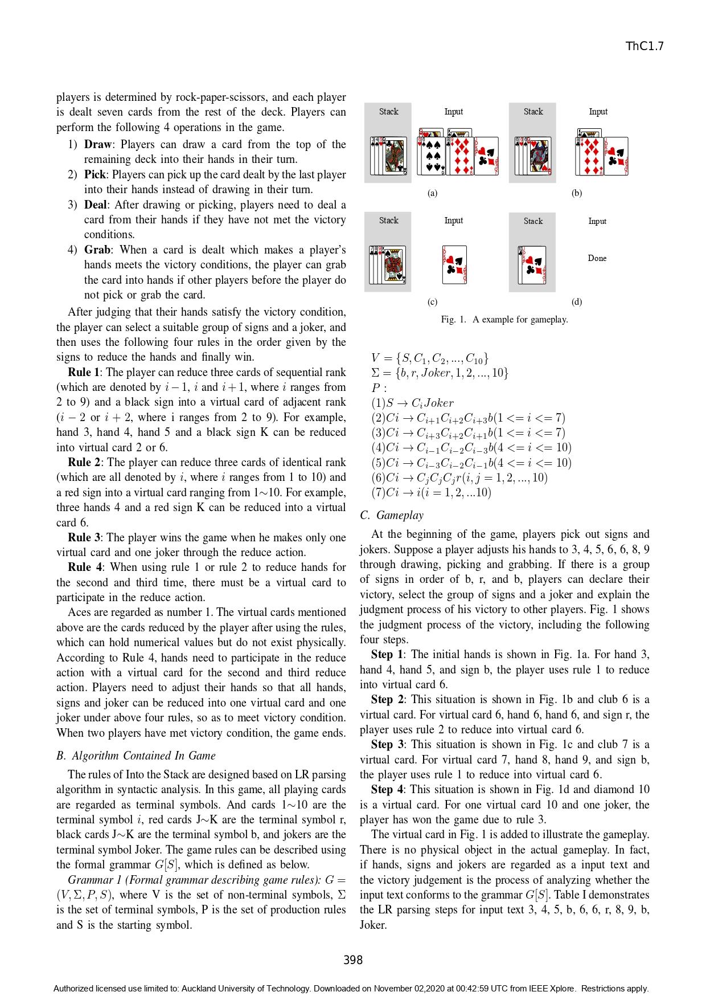 ThC1.7
players is determined by rock-paper-scissors, and each player
is dealt seven cards from the rest of the deck. Players can
perform the following 4 operations in the game.
1) Draw: Players can draw a card from the top of the
remaining deck into their hands in their turn.
2) Pick: Players can pick up the card dealt by the last player
into their hands instead of drawing in their turn.
3) Deal: After drawing or picking, players need to deal a
card from their hands if they have not met the victory
conditions.
4) Grab: When a card is dealt which makes a player's
hands meets the victory conditions, the player can grab
the card into hands if other players before the player do
not pick or grab the card.
After judging that their hands satisfy the victory condition,
the player can select a suitable group of signs and a joker, and
then uses the following four rules in the order given by the
signs to reduce the hands and finally win.
Rule 1: The player can reduce three cards of sequential rank
(which are denoted by i − 1, i and i + 1, where i ranges from
2 to 9) and a black sign into a virtual card of adjacent rank
(i − 2 or i + 2, where i ranges from 2 to 9). For example,
hand 3, hand 4, hand 5 and a black sign K can be reduced
into virtual card 2 or 6.
Rule 2: The player can reduce three cards of identical rank
(which are all denoted by i, where i ranges from 1 to 10) and
a red sign into a virtual card ranging from 1∼10. For example,
three hands 4 and a red sign K can be reduced into a virtual
card 6.
Rule 3: The player wins the game when he makes only one
virtual card and one joker through the reduce action.
Rule 4: When using rule 1 or rule 2 to reduce hands for
the second and third time, there must be a virtual card to
participate in the reduce action.
Aces are regarded as number 1. The virtual cards mentioned
above are the cards reduced by the player after using the rules,
which can hold numerical values but do not exist physically.
According to Rule 4, hands need to participate in the reduce
action with a virtual card for the second and third reduce
action. Players need to adjust their hands so that all hands,
signs and joker can be reduced into one virtual card and one
joker under above four rules, so as to meet victory condition.
When two players have met victory condition, the game ends.
B. Algorithm Contained In Game
The rules of Into the Stack are designed based on LR parsing
algorithm in syntactic analysis. In this game, all playing cards
are regarded as terminal symbols. And cards 1∼10 are the
terminal symbol i, red cards J∼K are the terminal symbol r,
black cards J∼K are the terminal symbol b, and jokers are the
terminal symbol Joker. The game rules can be described using
the formal grammar G[S], which is defined as below.
Grammar 1 (Formal grammar describing game rules): G =
(V, Σ, P, S), where V is the set of non-terminal symbols, Σ
is the set of terminal symbols, P is the set of production rules
and S is the starting symbol.
Stack Input Stack Input
(a) (b)
Stack Input Stack Input
Done
(c) (d)
Fig. 1. A example for gameplay.
V = {S, C1, C2, ..., C10}
Σ = {b, r, Joker, 1, 2, ..., 10}
P :
(1)S → CiJoker
(2)Ci → Ci+1Ci+2Ci+3b(1 <= i <= 7)
(3)Ci → Ci+3Ci+2Ci+1b(1 <= i <= 7)
(4)Ci → Ci−1Ci−2Ci−3b(4 <= i <= 10)
(5)Ci → Ci−3Ci−2Ci−1b(4 <= i <= 10)
(6)Ci → CjCjCjr(i, j = 1, 2, ..., 10)
(7)Ci → i(i = 1, 2, ...10)
C. Gameplay
At the beginning of the game, players pick out signs and
jokers. Suppose a player adjusts his hands to 3, 4, 5, 6, 6, 8, 9
through drawing, picking and grabbing. If there is a group
of signs in order of b, r, and b, players can declare their
victory, select the group of signs and a joker and explain the
judgment process of his victory to other players. Fig. 1 shows
the judgment process of the victory, including the following
four steps.
Step 1: The initial hands is shown in Fig. 1a. For hand 3,
hand 4, hand 5, and sign b, the player uses rule 1 to reduce
into virtual card 6.
Step 2: This situation is shown in Fig. 1b and club 6 is a
virtual card. For virtual card 6, hand 6, hand 6, and sign r, the
player uses rule 2 to reduce into virtual card 6.
Step 3: This situation is shown in Fig. 1c and club 7 is a
virtual card. For virtual card 7, hand 8, hand 9, and sign b,
the player uses rule 1 to reduce into virtual card 6.
Step 4: This situation is shown in Fig. 1d and diamond 10
is a virtual card. For one virtual card 10 and one joker, the
player has won the game due to rule 3.
The virtual card in Fig. 1 is added to illustrate the gameplay.
There is no physical object in the actual gameplay. In fact,
if hands, signs and jokers are regarded as a input text and
the victory judgement is the process of analyzing whether the
input text conforms to the grammar G[S]. Table I demonstrates
the LR parsing steps for input text 3, 4, 5, b, 6, 6, r, 8, 9, b,
Joker.
398
Authorized licensed use limited to: Auckland University of Technology. Downloaded on November 02,2020 at 00:42:59 UTC from IEEE Xplore. Restrictions apply.